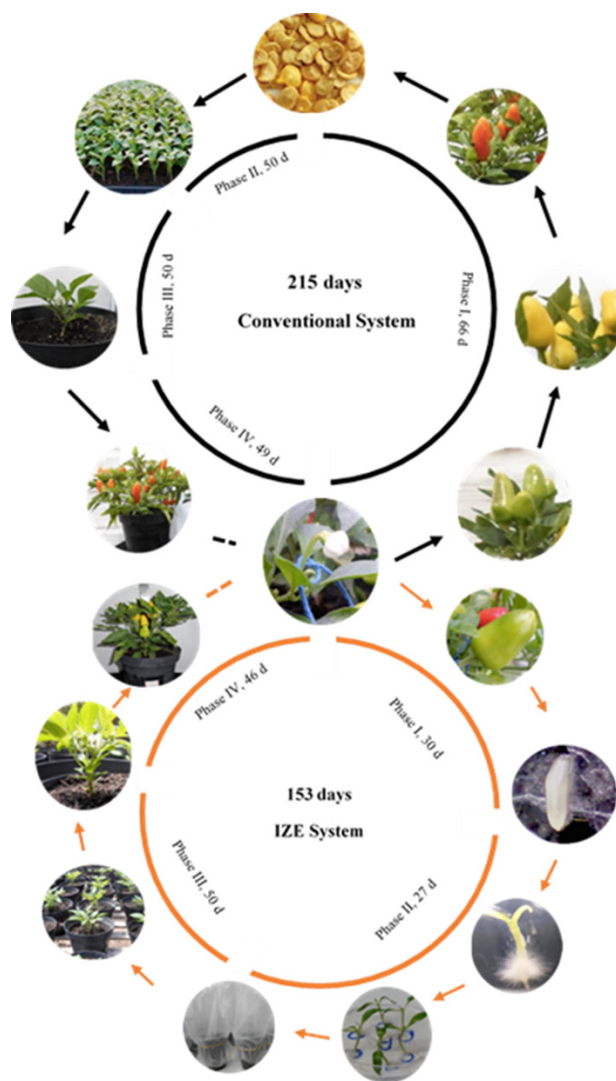 Phase II, 50 d
Phase III, 50 d
215 days
Conventional System
Phase I, 66 d
Phase IV, 49 d
Phase IV, 46 d
Phase I, 30 d
153 days
IZE System
Phase III, 50 d
Phase II, 27 d